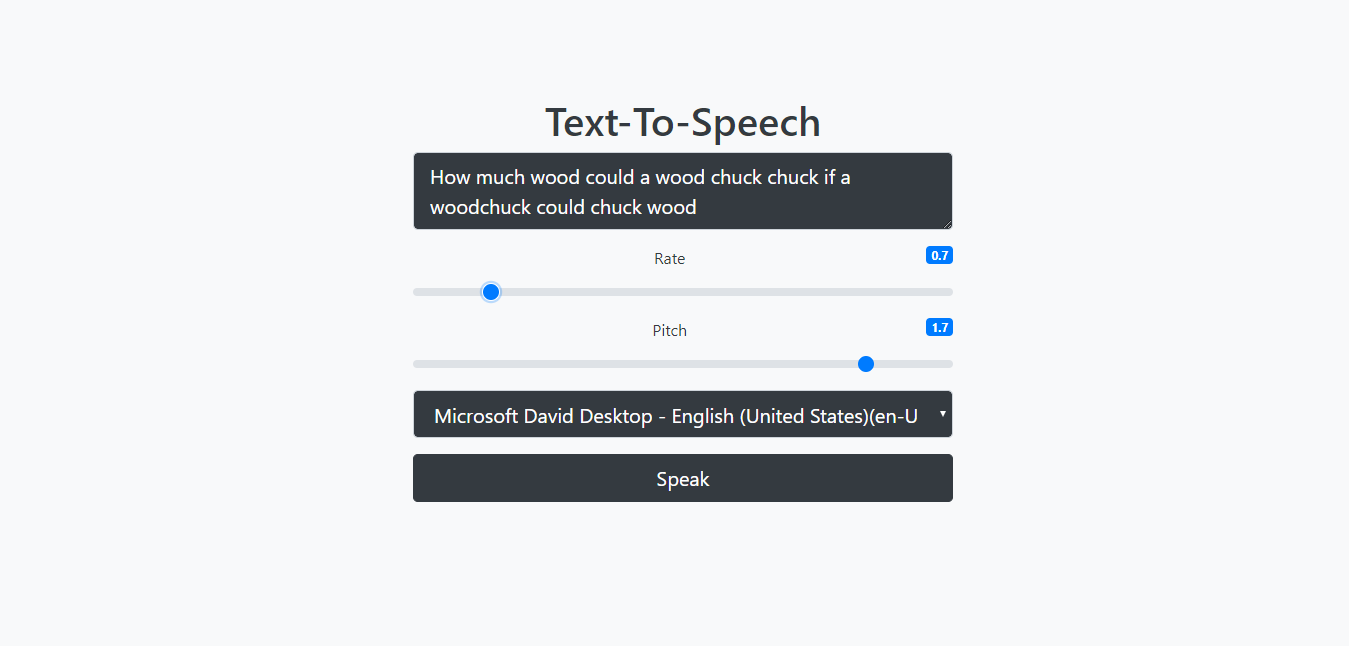 Text-To-Speech
How much wood could a wood chuck chuck if a
woodchuck could chuck wood
Rate
0.7
Pitch
1.7
Microsoft David Desktop - English (United States)(en-U
Speak